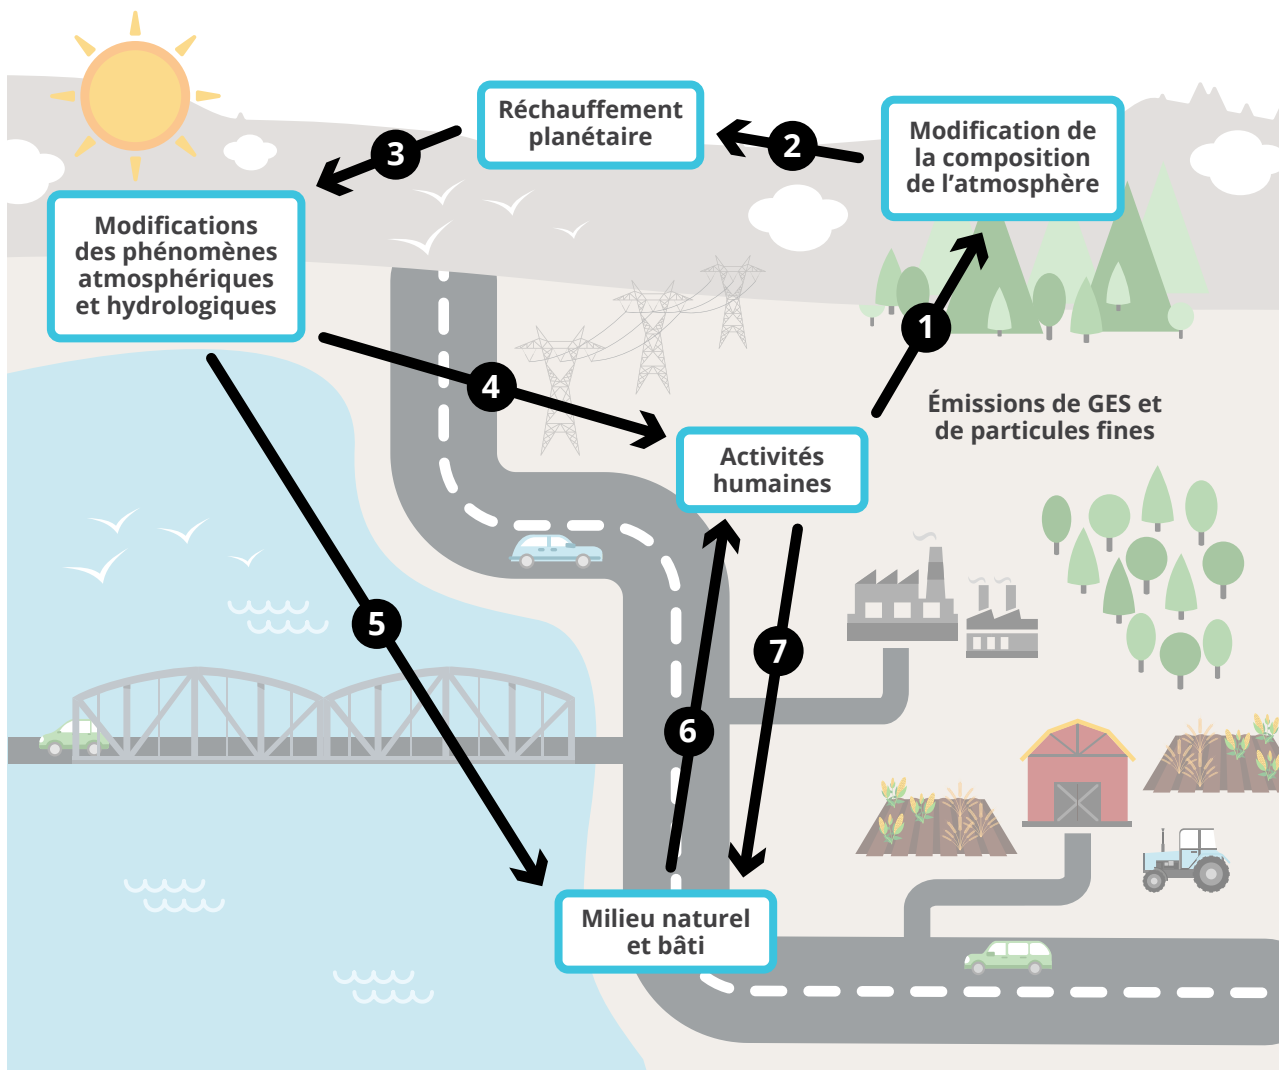 Réchauffement
planétaire
Modification de
la composition
de l’atmosphère
2
3
Modifications
des phénomènes
atmosphériques
et hydrologiques
1
4
Émissions de GES et
de particules fines
Activités
humaines
5
7
6
Milieu naturel
et bâti